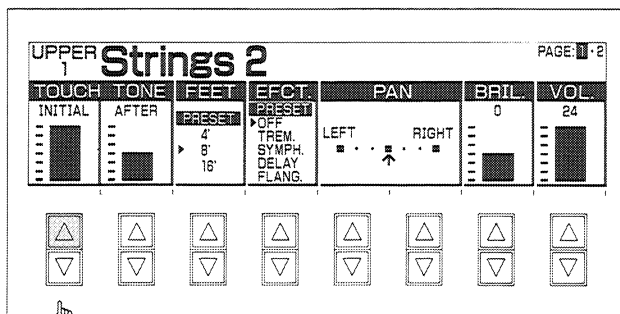 UPPER 1 Strings 2 PAGE: 1 · 2
TOUCH TONE FEET EFCT. PAN BRIL. VOL.
INITIAL AFTER PRESET PRESET 0 24
4' OFF
8' TREM. LEFT RIGHT
16' SYMPH.
DELAY
FLANG.